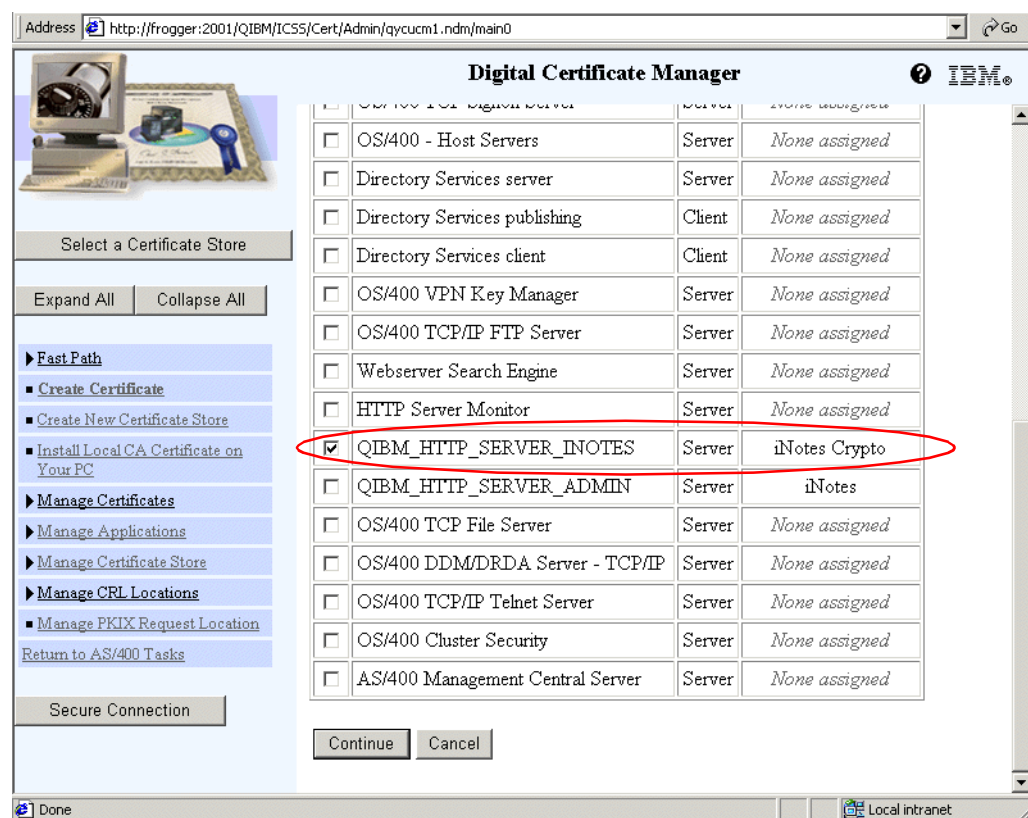 Address http://frogger:2001/QIBM/ICSS/Cert/Admin/qycucm1.ndm/main0 Go
Digital Certificate Manager IBM®
Select a Certificate Store
Expand All Collapse All
Fast Path
Create Certificate
Create New Certificate Store
Install Local CA Certificate on
Your PC
Manage Certificates
Manage Applications
Manage Certificate Store
Manage CRL Locations
Manage PKIX Request Location
Return to AS/400 Tasks
Secure Connection
OS/400 TCP Signon Server Server None assigned
OS/400 - Host Servers Server None assigned
Directory Services server Server None assigned
Directory Services publishing Client None assigned
Directory Services client Client None assigned
OS/400 VPN Key Manager Server None assigned
OS/400 TCP/IP FTP Server Server None assigned
Webserver Search Engine Server None assigned
HTTP Server Monitor Server None assigned
QIBM_HTTP_SERVER_INOTES Server iNotes Crypto
QIBM_HTTP_SERVER_ADMIN Server iNotes
OS/400 TCP File Server Server None assigned
OS/400 DDM/DRDA Server - TCP/IP Server None assigned
OS/400 TCP/IP Telnet Server Server None assigned
OS/400 Cluster Security Server None assigned
AS/400 Management Central Server Server None assigned
Continue Cancel
Done Local intranet